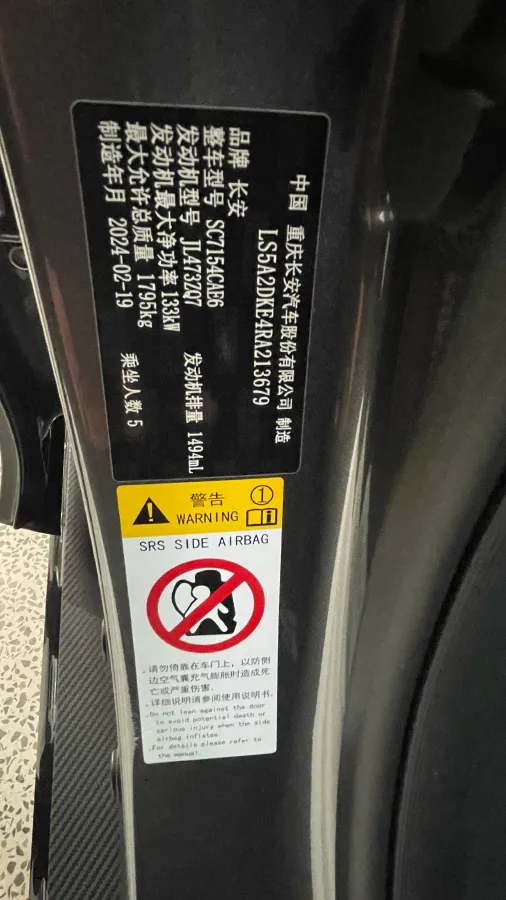 中国 重庆长安汽车股份有限公司 制造
LS5A2DKE4RA213679
品牌 长安
整车型号 SC7154CAE6
发动机型号 JL473ZQ7 发动机排量 1494mL
发动机最大净功率 133kW
最大允许总质量 1795kg
制造年月 2024-02-19 乘坐人数 5
警告 ①
WARNING i
SRS SIDE AIRBAG
.请勿倚靠在车门上，以防侧
边空气囊充气膨胀时造成死
亡或严重伤害.
.详细说明请参阅使用说明书.
.Do not lean against the door
to avoid potential death or
serious injury when the side
airbag inflates.
.For details please refer to
the manual.